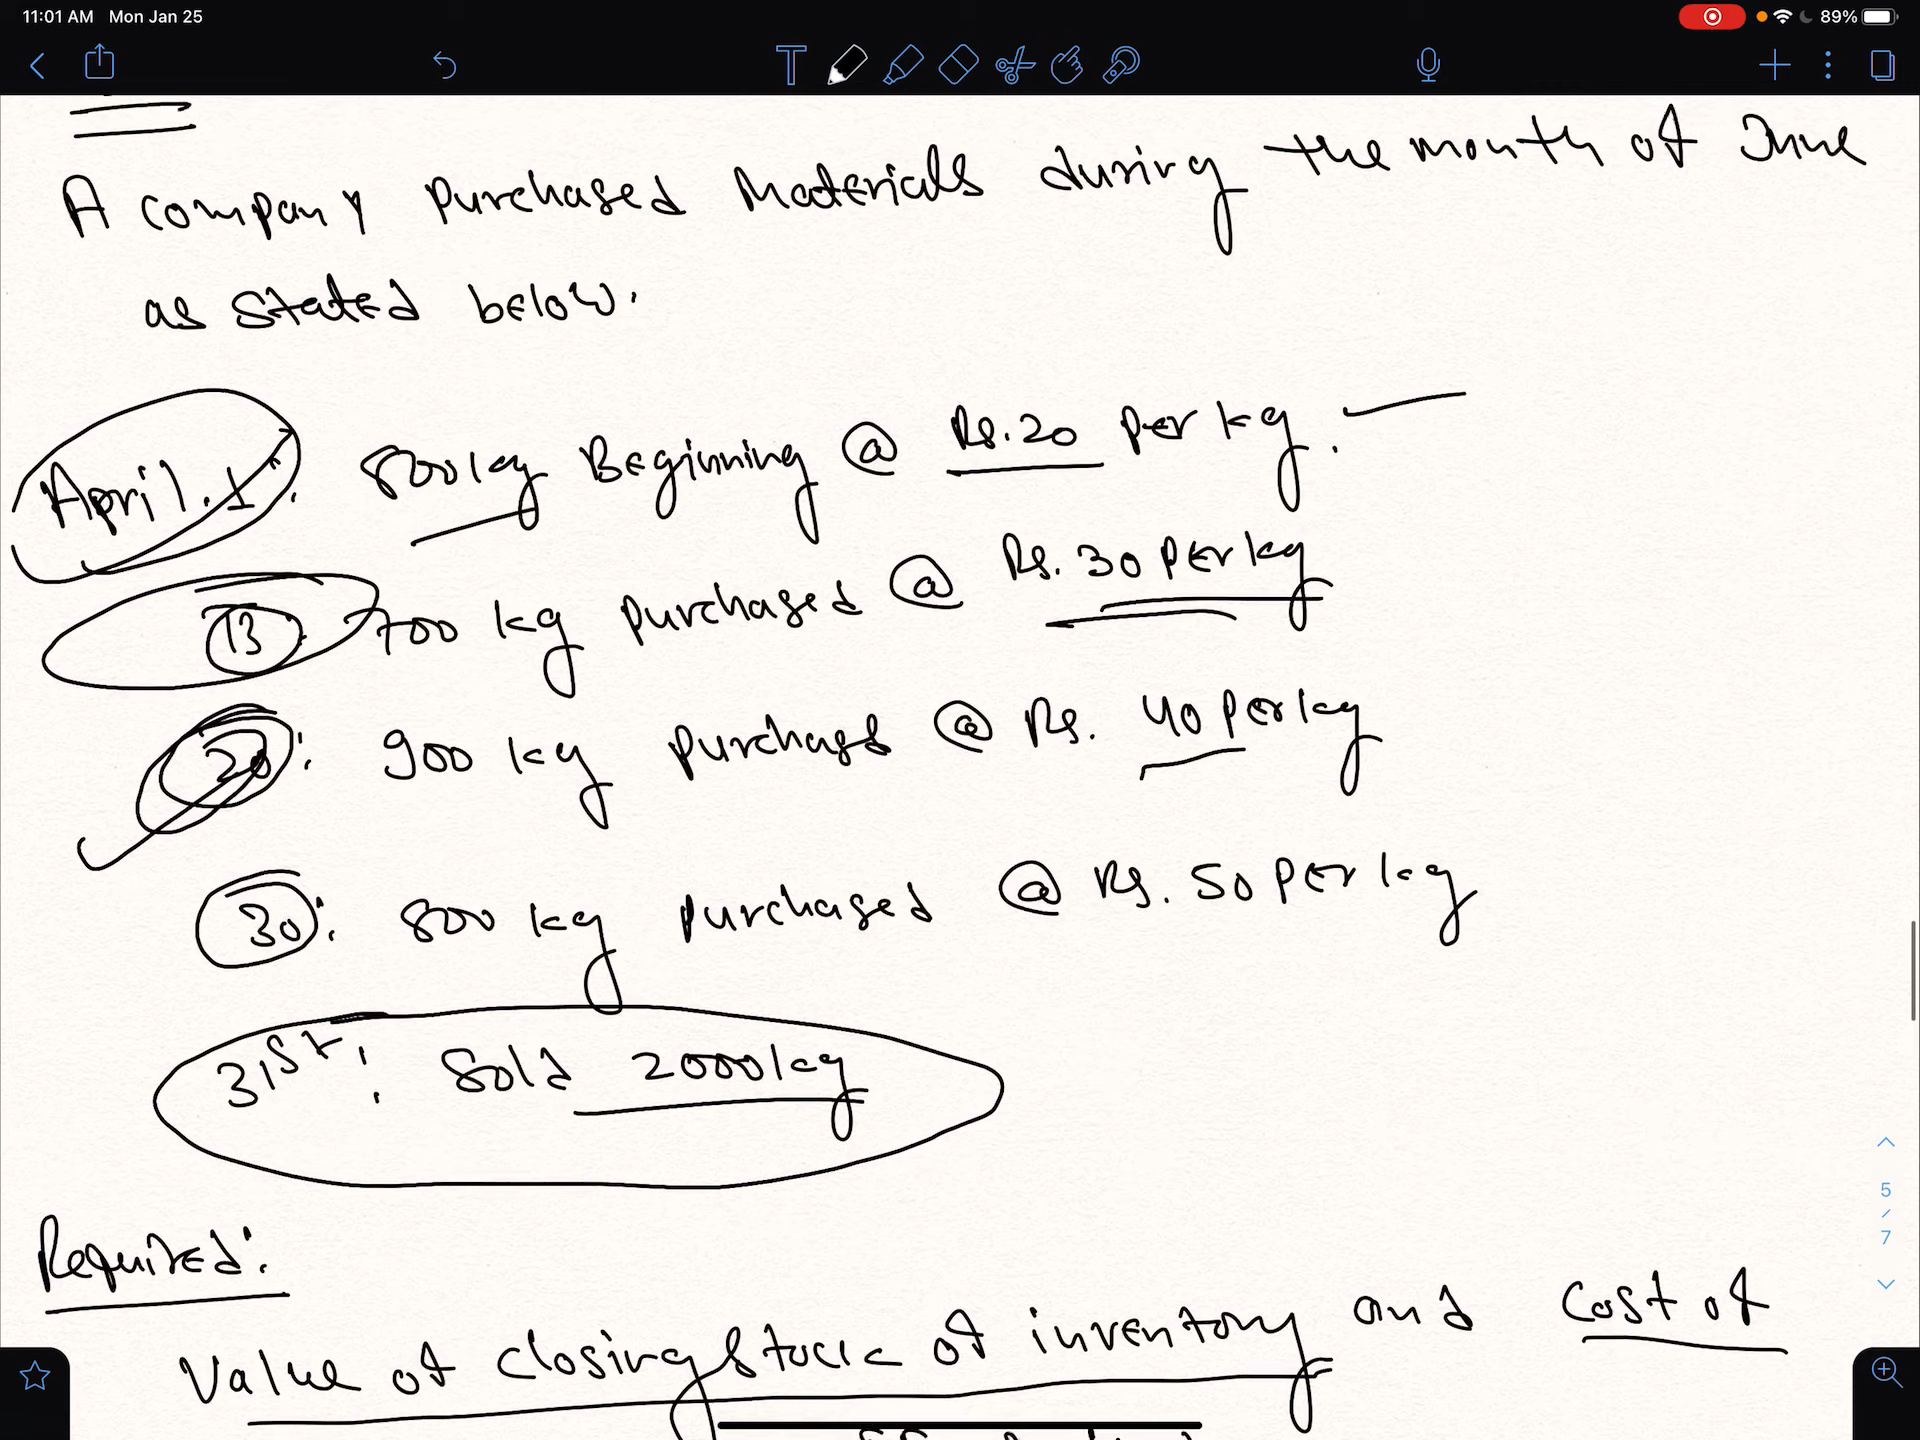 11:01 AM Mon Jan 25
89%
A company purchased Materials during the month of June
as stated below.
April. 1. 800kg Beginning @ Rs.20 per kg.
13 700 kg purchased @ Rs. 30 per kg
20: 900 kg purchased @ Rs. 40 per kg
30: 800 kg purchased @ Rs. 50 per kg
31st: Sold 2000kg
Required:
Value of closing stock of inventory and cost of
5
/
7